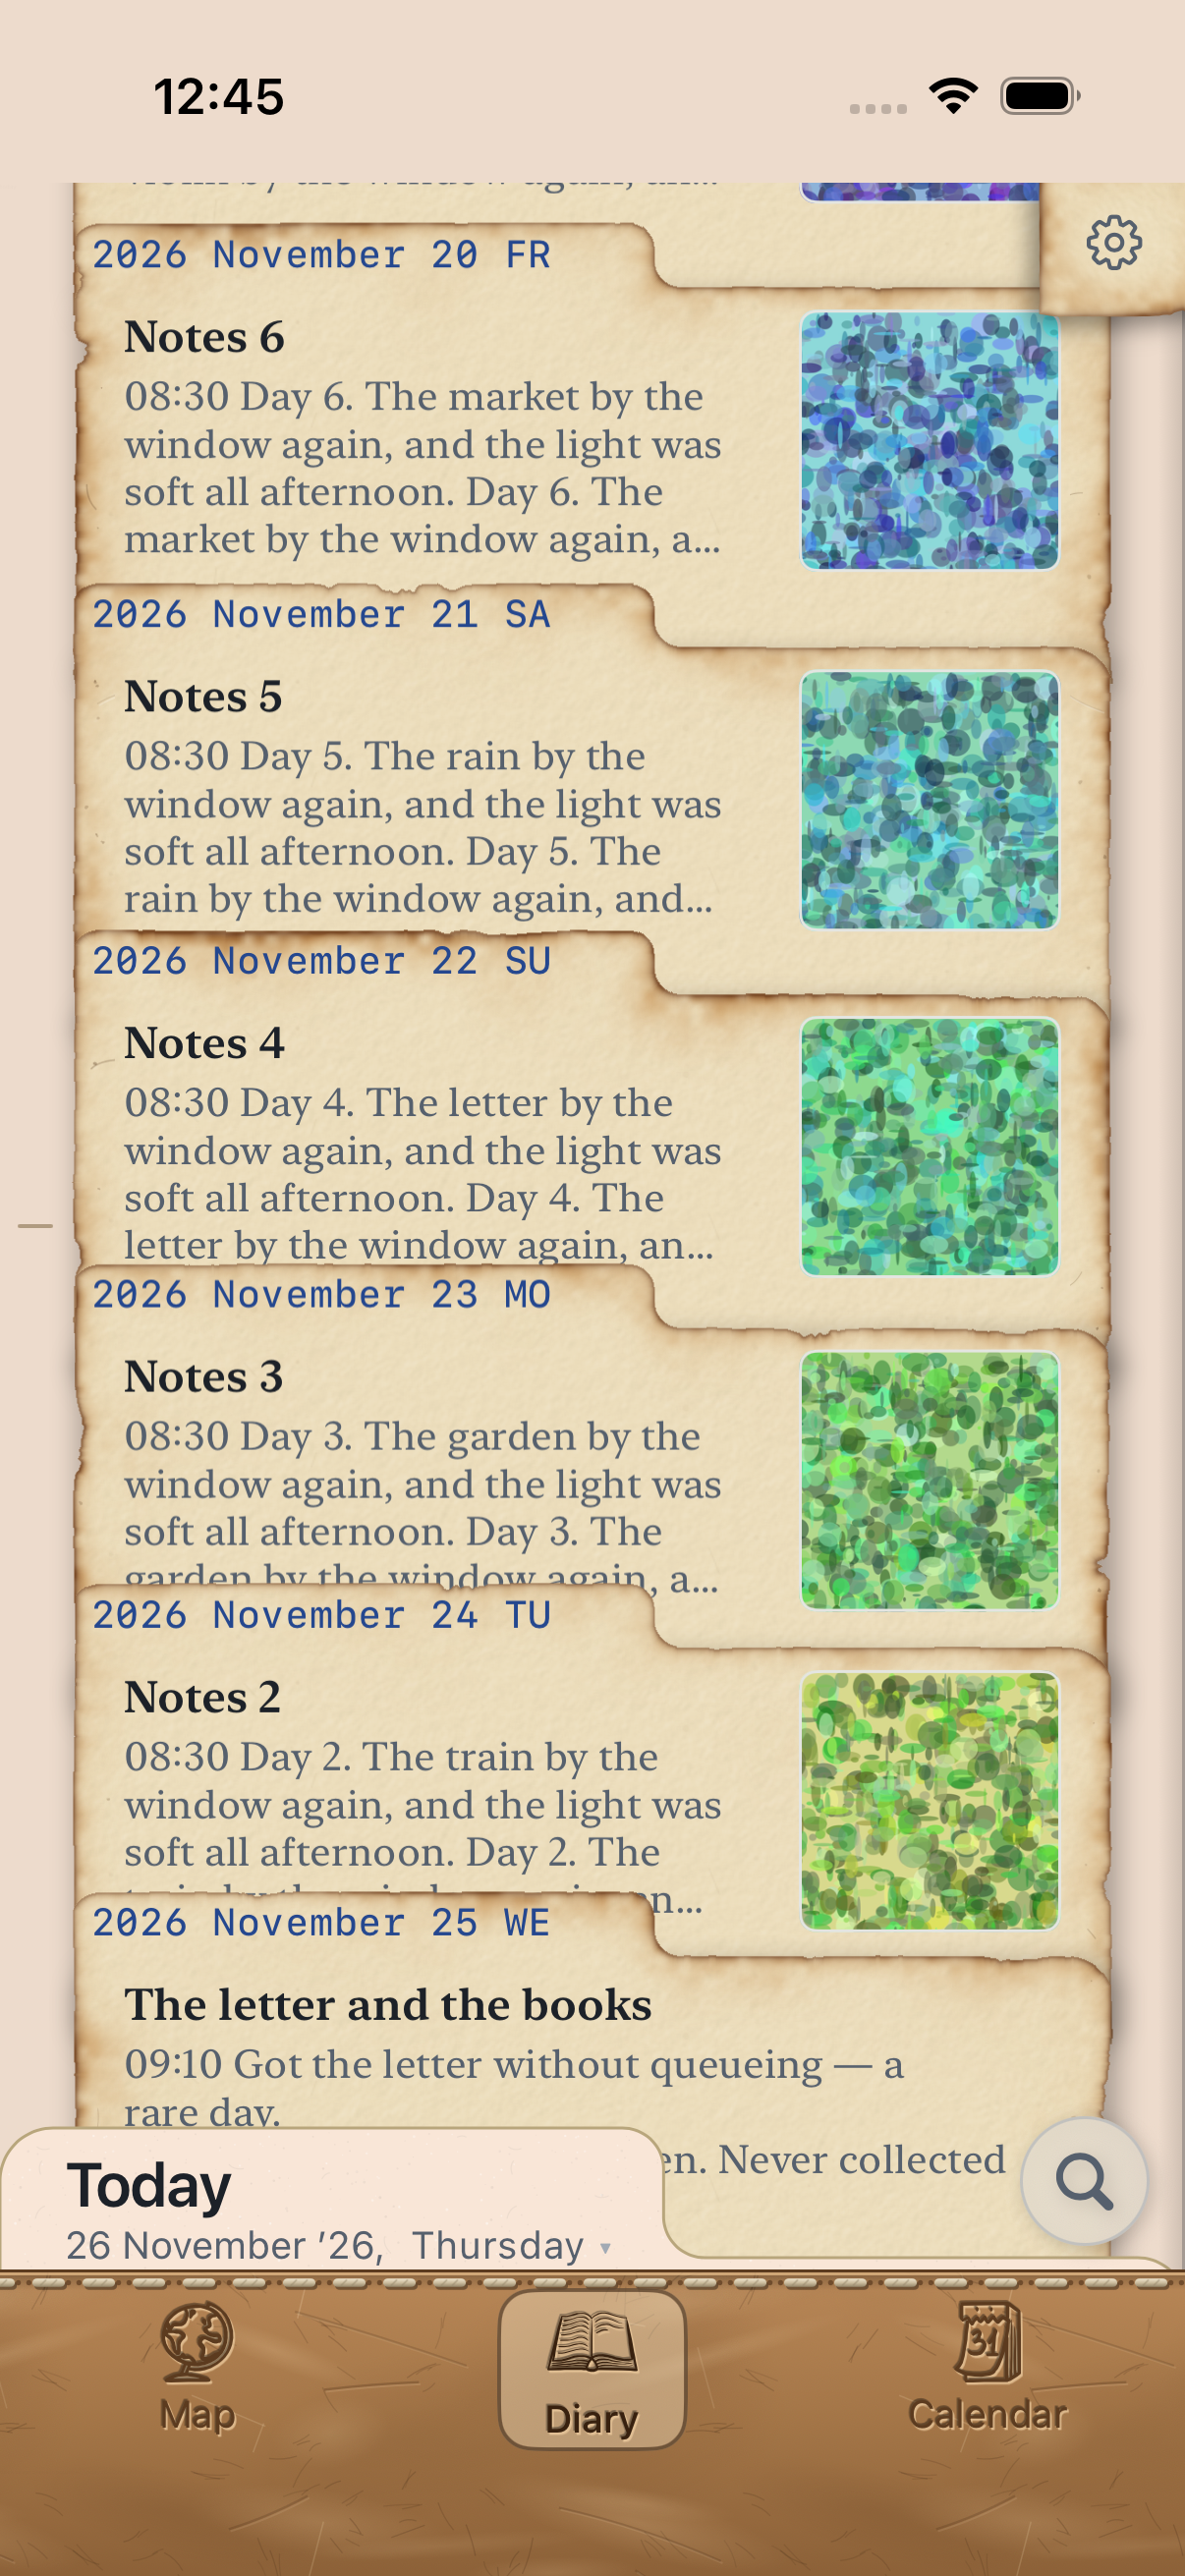 12:45
by the window again, an...
2026 November 20 FR
Notes 6
08:30 Day 6. The market by the
window again, and the light was
soft all afternoon. Day 6. The
market by the window again, a...
2026 November 21 SA
Notes 5
08:30 Day 5. The rain by the
window again, and the light was
soft all afternoon. Day 5. The
rain by the window again, and...
2026 November 22 SU
Notes 4
08:30 Day 4. The letter by the
window again, and the light was
soft all afternoon. Day 4. The
letter by the window again, an...
2026 November 23 MO
Notes 3
08:30 Day 3. The garden by the
window again, and the light was
soft all afternoon. Day 3. The
garden by the window again, a...
2026 November 24 TU
Notes 2
08:30 Day 2. The train by the
window again, and the light was
soft all afternoon. Day 2. The
2026 November 25 WE
The letter and the books
09:10 Got the letter without queueing — a
rare day.
Never collected
Today
26 November ’26, Thursday
Map
Diary
31
Calendar